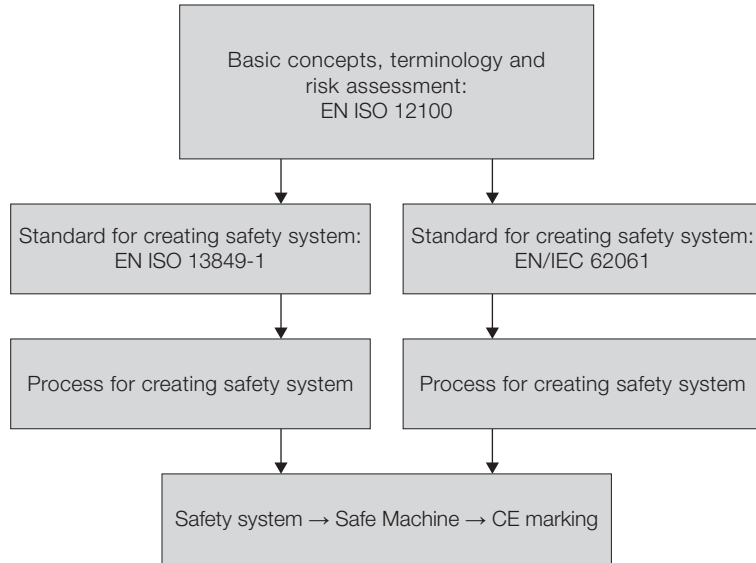 Basic concepts, terminology and
risk assessment:
EN ISO 12100
Standard for creating safety system:
EN ISO 13849-1
Standard for creating safety system:
EN/IEC 62061
Process for creating safety system
Process for creating safety system
Safety system → Safe Machine → CE marking